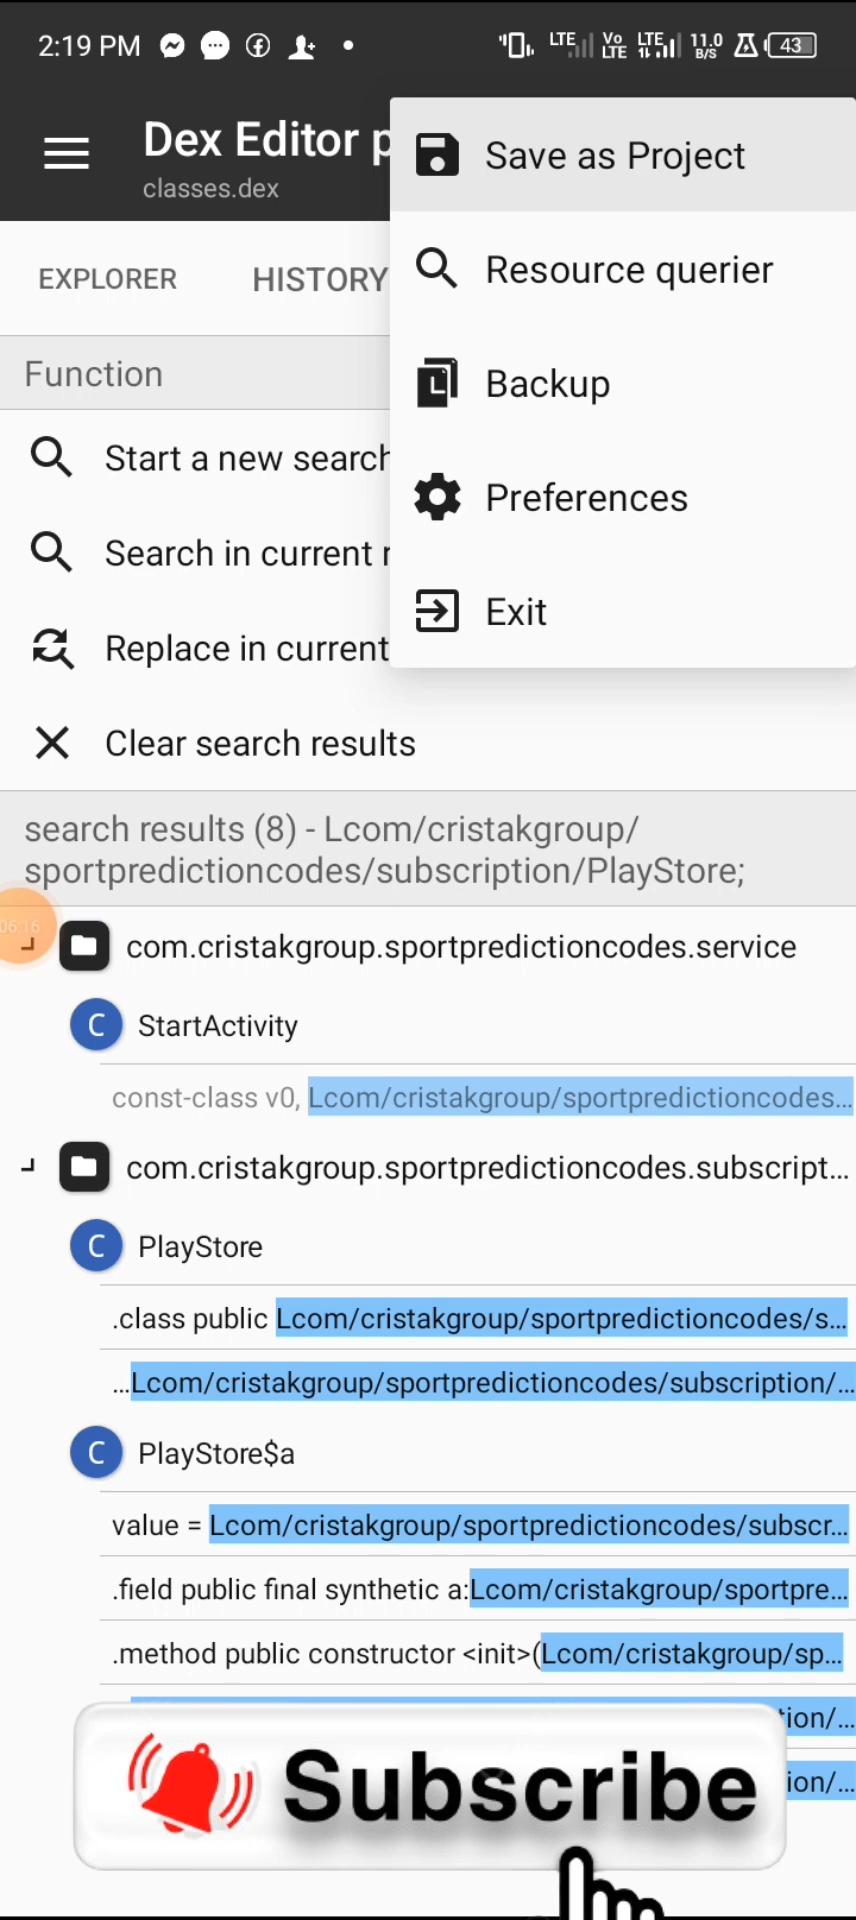 2:19 PM
LTE
Vo
LTE
LTE
11.0
B/S
43
Dex Editor p
classes.dex
Save as Project
Resource querier
Backup
Preferences
Exit
EXPLORER
HISTORY
Function
Start a new search
Search in current r
Replace in current
Clear search results
search results (8) - Lcom/cristakgroup/
sportpredictioncodes/subscription/PlayStore;
06:16
com.cristakgroup.sportpredictioncodes.service
C StartActivity
const-class v0, Lcom/cristakgroup/sportpredictioncodes...
com.cristakgroup.sportpredictioncodes.subscript...
C PlayStore
.class public Lcom/cristakgroup/sportpredictioncodes/s...
...Lcom/cristakgroup/sportpredictioncodes/subscription/...
C PlayStore$a
value = Lcom/cristakgroup/sportpredictioncodes/subscr...
.field public final synthetic a:Lcom/cristakgroup/sportpre...
.method public constructor <init>(Lcom/cristakgroup/sp...
tion/...
ion/...
Subscribe